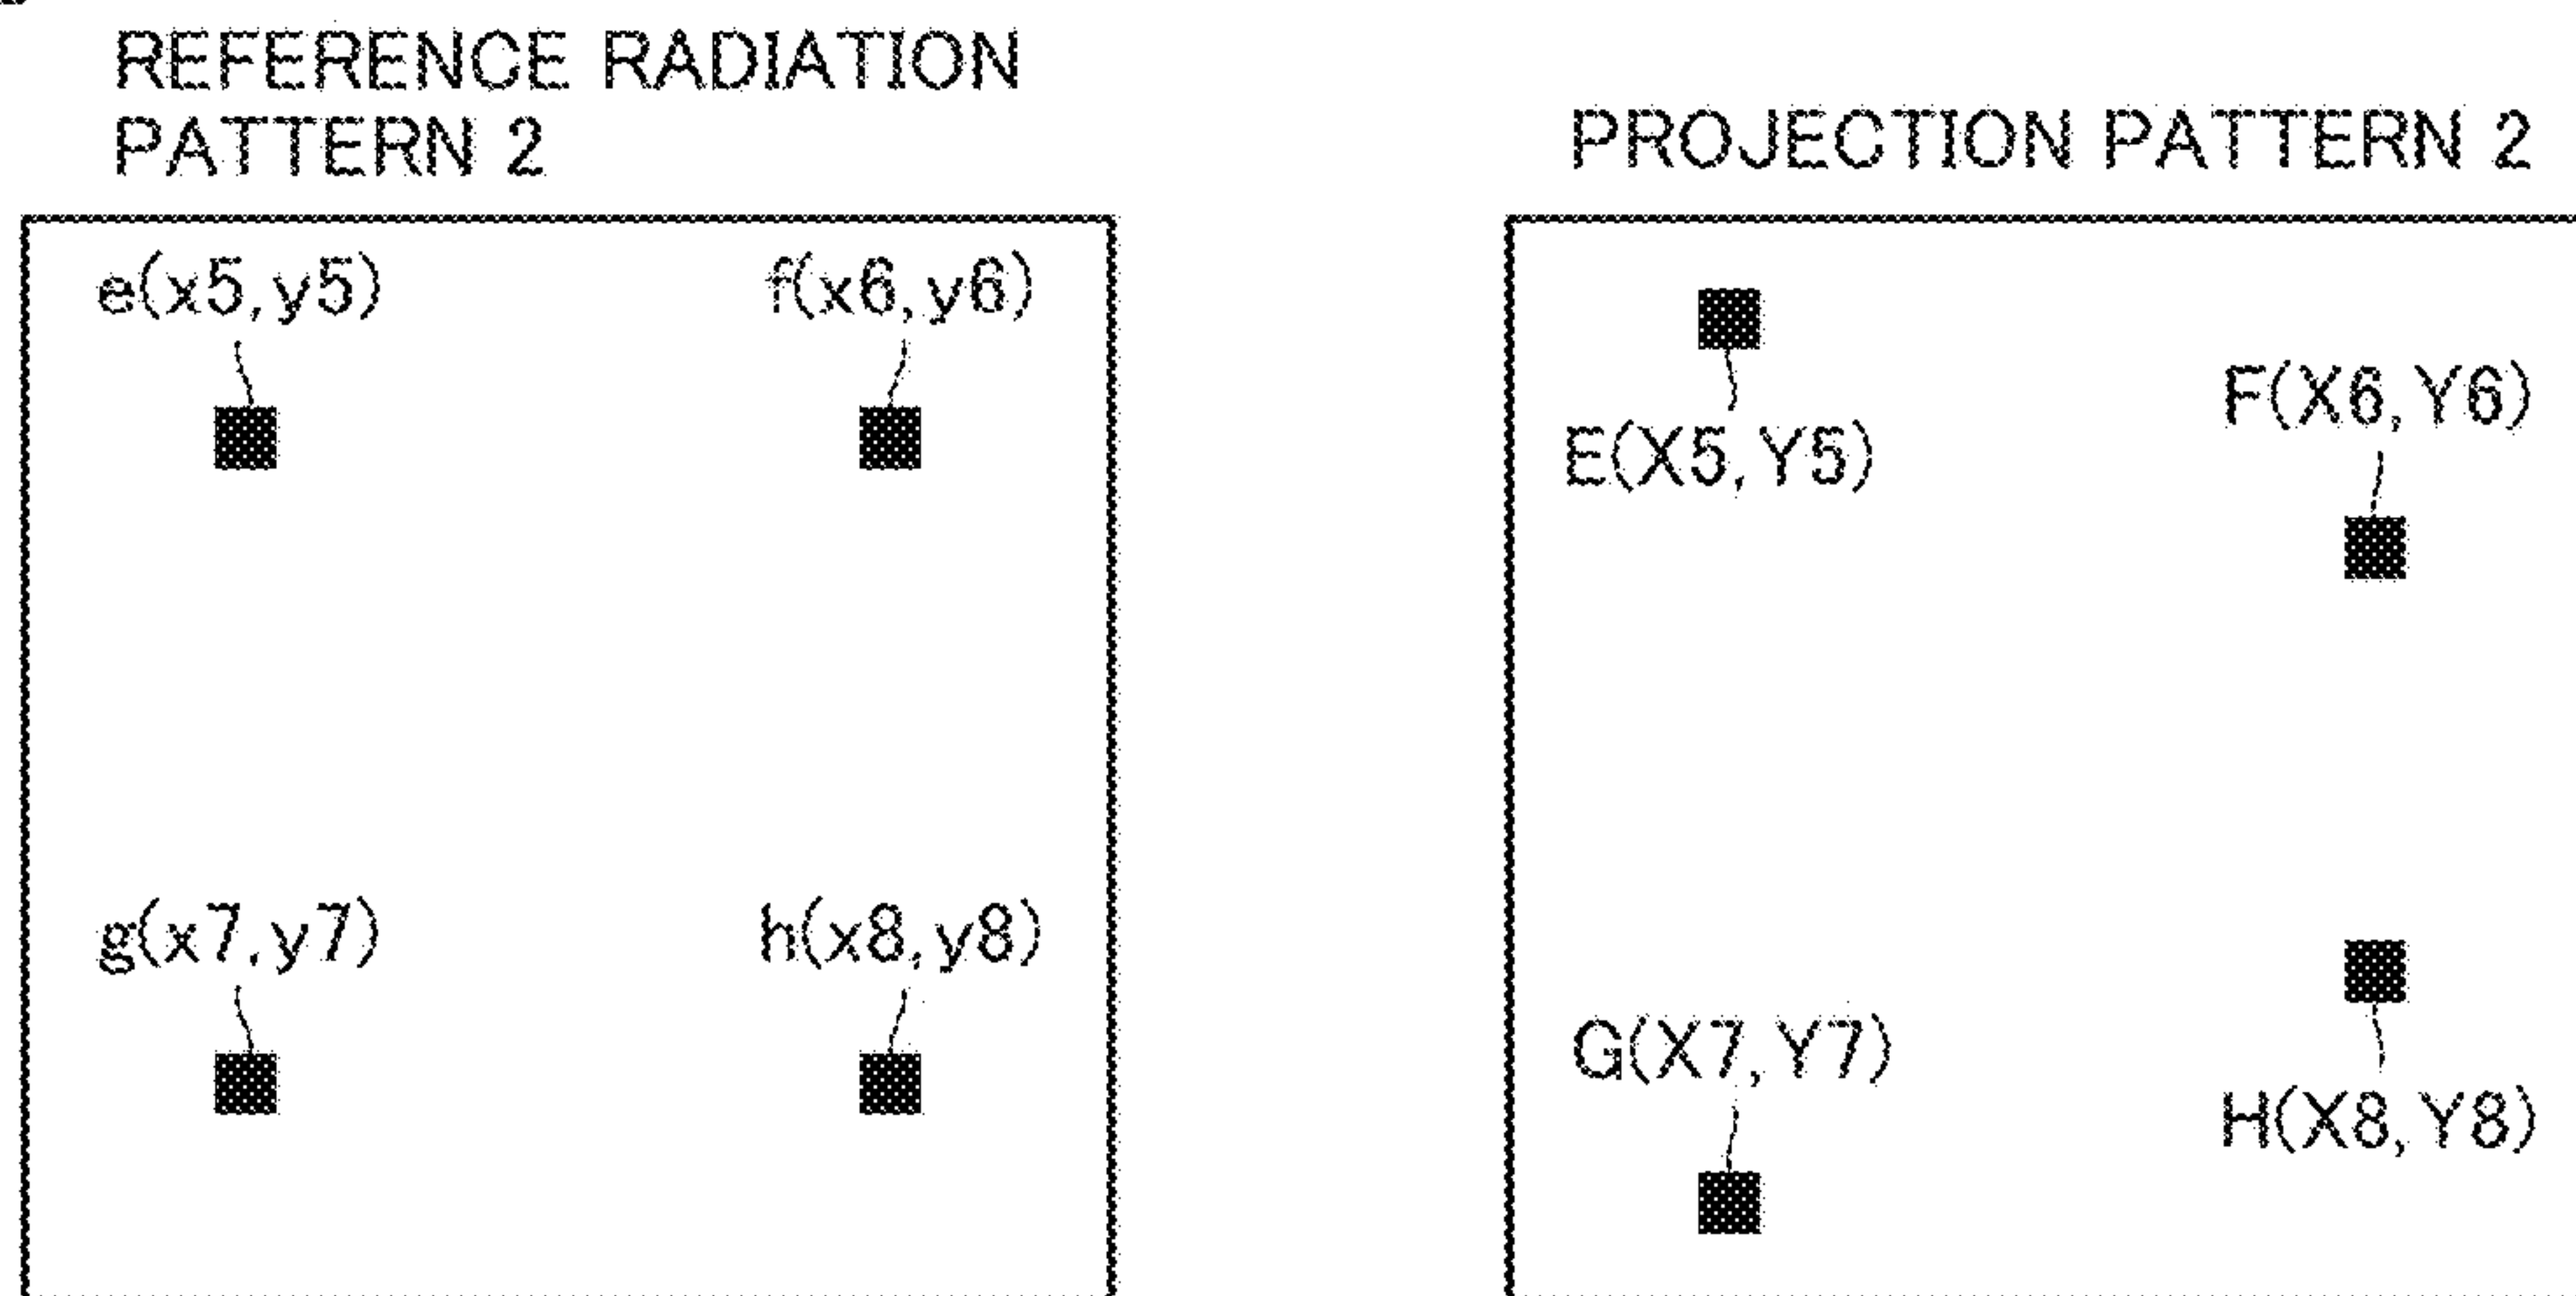 REFERENCE RADIATION
PATTERN 2
e(x5,y5)
f(x6,y6)
g(x7,y7)
h(x8,y8)
PROJECTION PATTERN 2
E(X5,Y5)
F(X6,Y6)
G(X7,Y7)
H(X8,Y8)